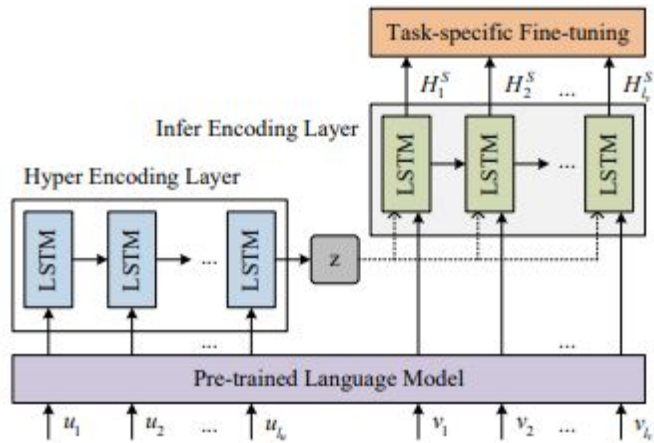 Task-specific Fine-tuning
H_1^S H_2^S ... H_{l_v}^S
Infer Encoding Layer
LSTM LSTM ... LSTM
Hyper Encoding Layer
LSTM LSTM ... LSTM
z
... ...
Pre-trained Language Model
u_1 u_2 ... u_{l_u} v_1 v_2 ... v_{l_v}